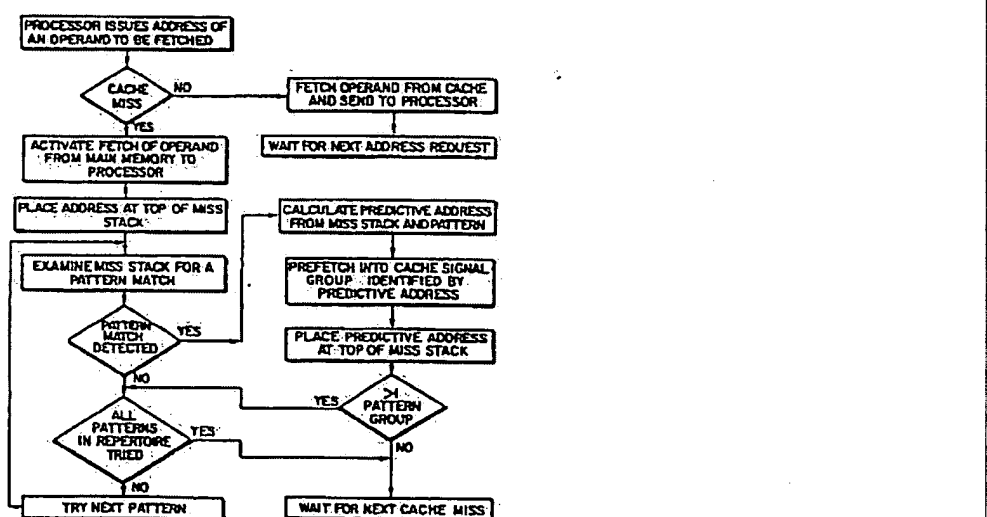 PROCESSOR ISSUES ADDRESS OF
AN OPERAND TO BE FETCHED
CACHE
MISS
NO
YES
FETCH OPERAND FROM CACHE
AND SEND TO PROCESSOR
WAIT FOR NEXT ADDRESS REQUEST
ACTIVATE FETCH OF OPERAND
FROM MAIN MEMORY TO
PROCESSOR
PLACE ADDRESS AT TOP OF MISS
STACK
EXAMINE MISS STACK FOR A
PATTERN MATCH
PATTERN
MATCH
DETECTED
YES
NO
CALCULATE PREDICTIVE ADDRESS
FROM MISS STACK AND PATTERN
PREFETCH INTO CACHE SIGNAL
GROUP IDENTIFIED BY
PREDICTIVE ADDRESS
PLACE PREDICTIVE ADDRESS
AT TOP OF MISS STACK
>1
PATTERN
GROUP
YES
NO
ALL
PATTERNS
IN REPERTOIRE
TRIED
YES
NO
TRY NEXT PATTERN
WAIT FOR NEXT CACHE MISS